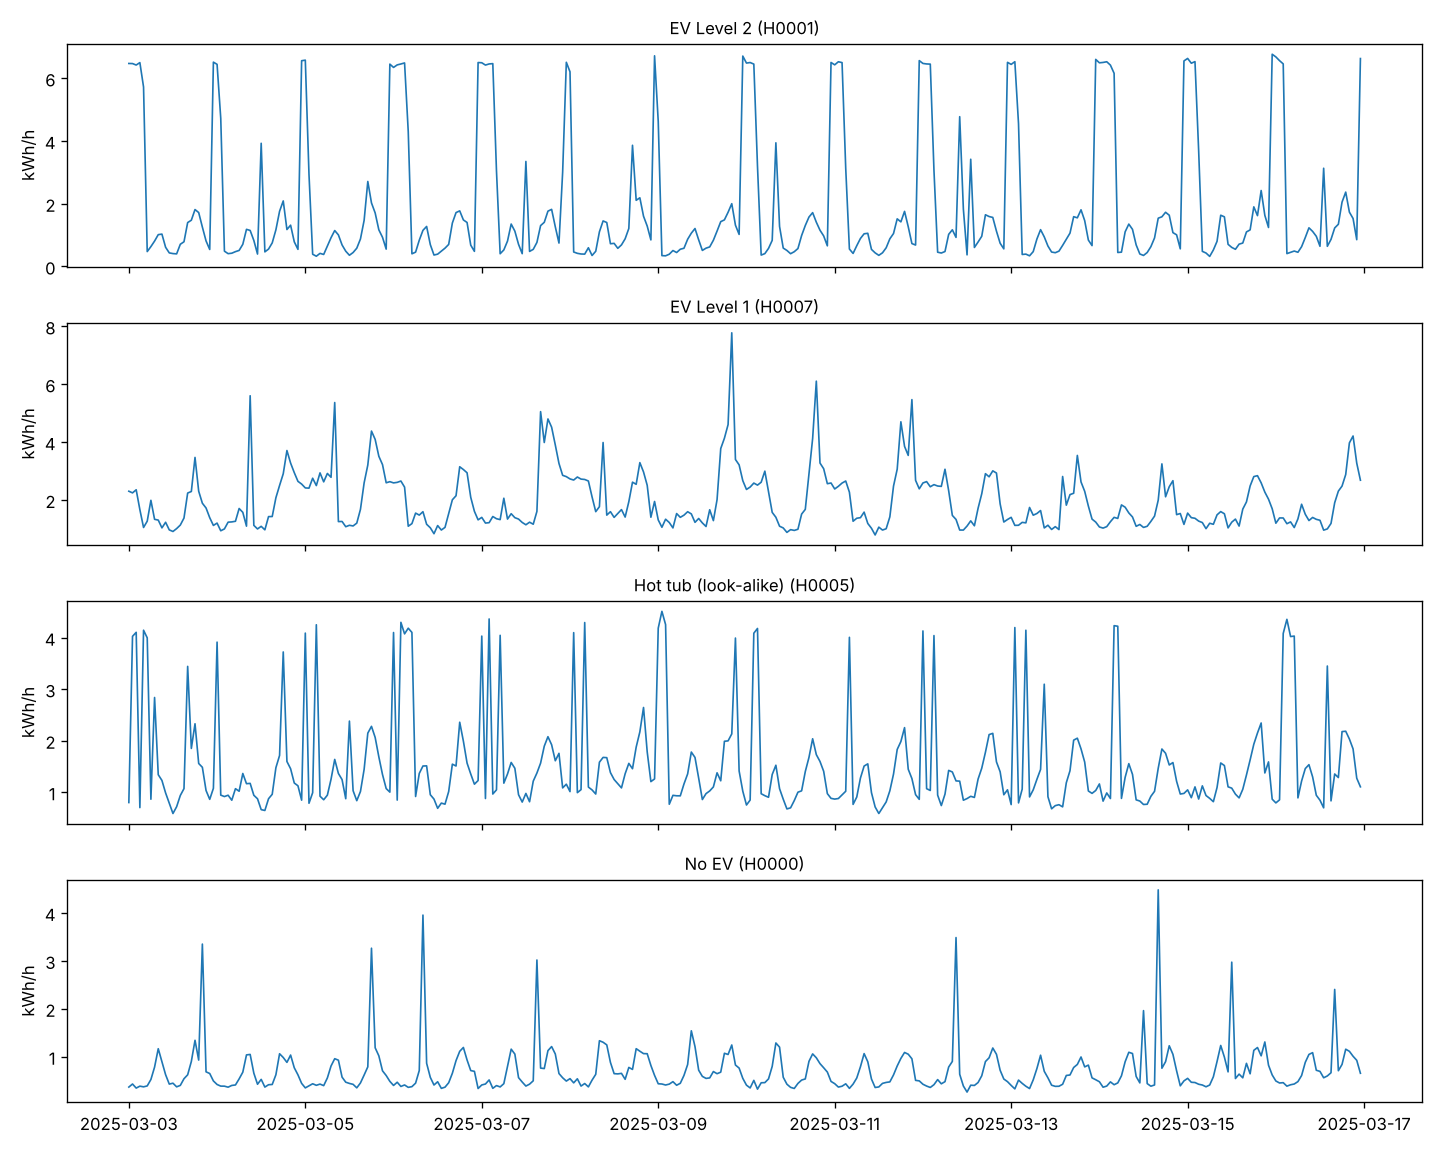 EV Level 2 (H0001)
6
4
2
0
kWh/h
EV Level 1 (H0007)
8
6
4
2
kWh/h
Hot tub (look-alike) (H0005)
4
3
2
1
kWh/h
No EV (H0000)
4
3
2
1
kWh/h
2025-03-03 2025-03-05 2025-03-07 2025-03-09 2025-03-11 2025-03-13 2025-03-15 2025-03-17